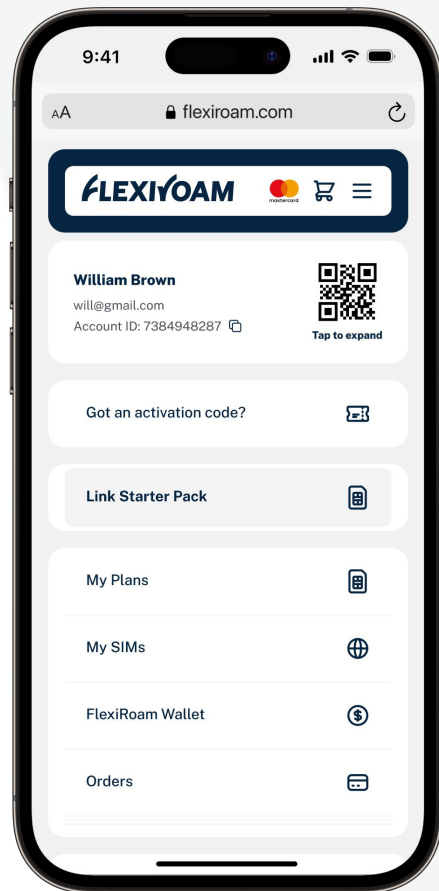 9:41
AA flexiroam.com
FLEXIROAM mastercard
William Brown
will@gmail.com
Account ID: 7384948287
Tap to expand
Got an activation code?
Link Starter Pack
My Plans
My SIMs
FlexiRoam Wallet
Orders